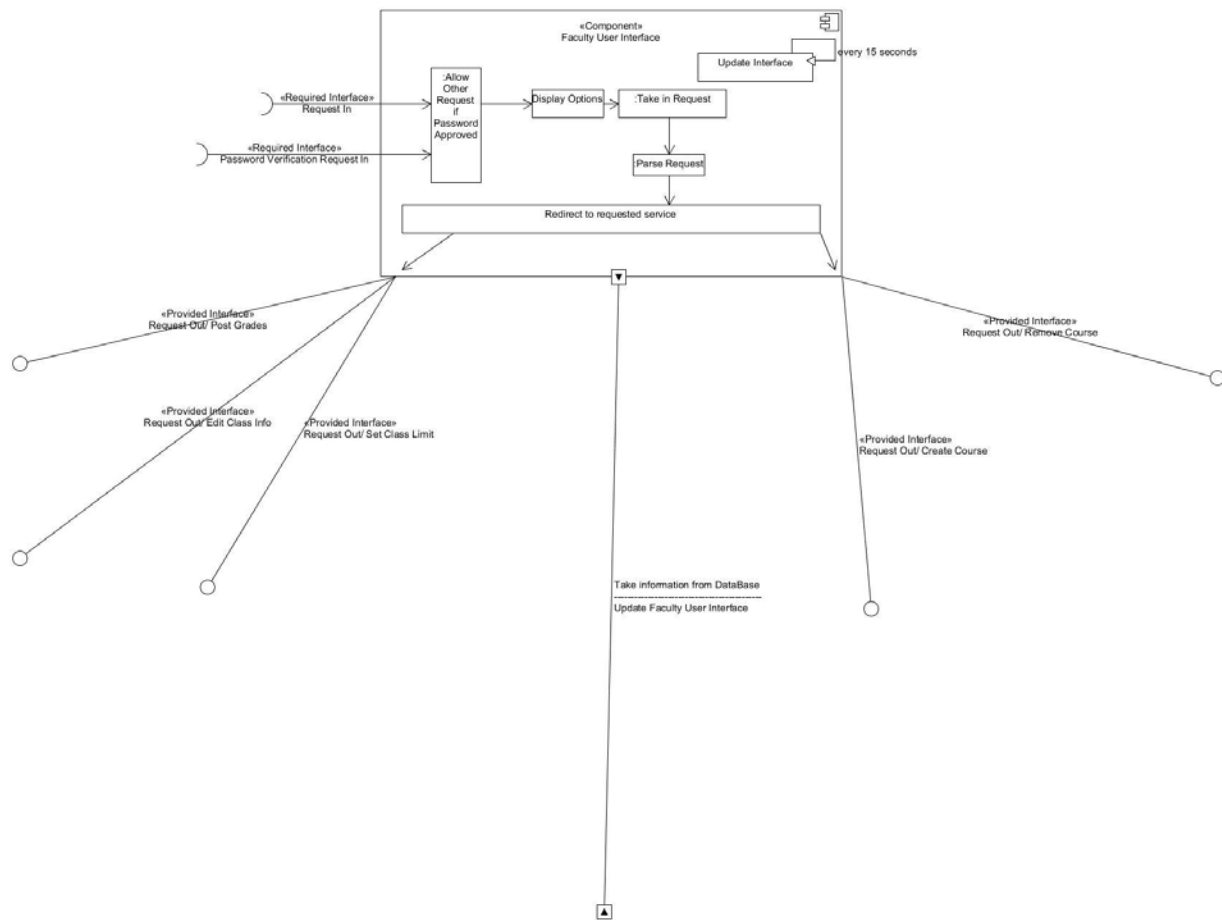 «Component»
Faculty User Interface
every 15 seconds
Update Interface
:Allow
Other
Request
if
Password
Approved
Display Options
:Take in Request
«Required Interface»
Request In
«Required Interface»
Password Verification Request In
:Parse Request
Redirect to requested service
«Provided Interface»
Request Out/ Post Grades
«Provided Interface»
Request Out/ Remove Course
«Provided Interface»
Request Out/ Edit Class Info
«Provided Interface»
Request Out/ Set Class Limit
«Provided Interface»
Request Out/ Create Course
Take information from DataBase
------------------------------------------
Update Faculty User Interface